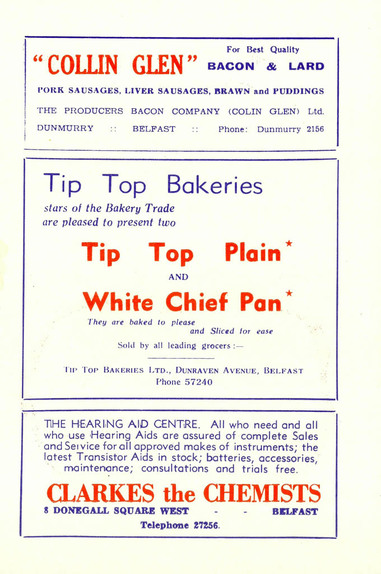 "COLLIN GLEN" For Best Quality
BACON & LARD
PORK SAUSAGES, LIVER SAUSAGES, BRAWN and PUDDINGS
THE PRODUCERS BACON COMPANY (COLIN GLEN) Ltd.
DUNMURRY :: BELFAST :: Phone: Dunmurry 2156
Tip Top Bakeries
stars of the Bakery Trade
are pleased to present two
Tip Top Plain*
AND
White Chief Pan*
They are baked to please
and Sliced for ease
Sold by all leading grocers :—
TIP TOP BAKERIES LTD., DUNRAVEN AVENUE, BELFAST
Phone 57240
THE HEARING AID CENTRE. All who need and all
who use Hearing Aids are assured of complete Sales
and Service for all approved makes of instruments; the
latest Transistor Aids in stock; batteries, accessories,
maintenance; consultations and trials free.
CLARKES the CHEMISTS
8 DONEGALL SQUARE WEST - - BELFAST
Telephone 27256.